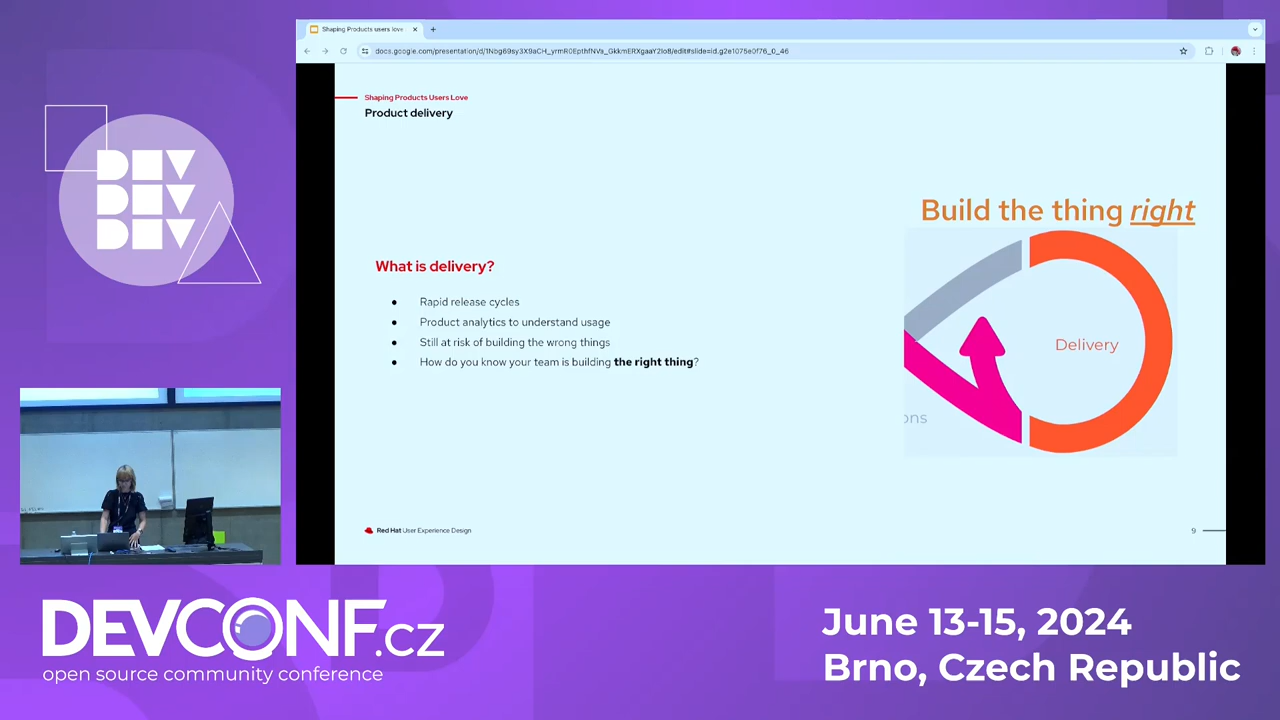 Shaping Products users love
docs.google.com/presentation/d/1Nbg69sy3X9aCH_yrmR0EpthfNVa_GkkmERXgaaY2Io8/edit#slide=id.g2e1075e0f76_0_46
DEV
DEV
DEV
Shaping Products Users Love
Product delivery
Build the thing right
What is delivery?
● Rapid release cycles
● Product analytics to understand usage
● Still at risk of building the wrong things
● How do you know your team is building the right thing?
Delivery
ons
Red Hat User Experience Design
9
DEVCONF.cz
open source community conference
June 13-15, 2024
Brno, Czech Republic